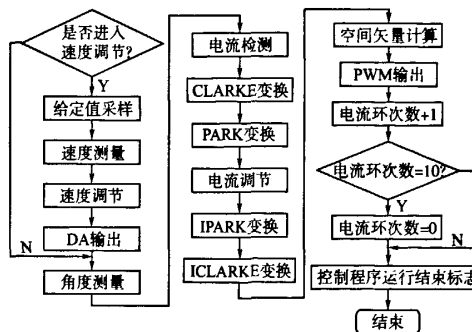 是否进入
速度调节?
Y
给定值采样
速度测量
速度调节
DA输出
N
角度测量
电流检测
CLARKE变换
PARK变换
电流调节
IPARK变换
ICLARKE变换
空间矢量计算
PWM输出
电流环次数+1
电流环次数=10?
Y
电流环次数=0
N
控制程序运行结束标志
结束